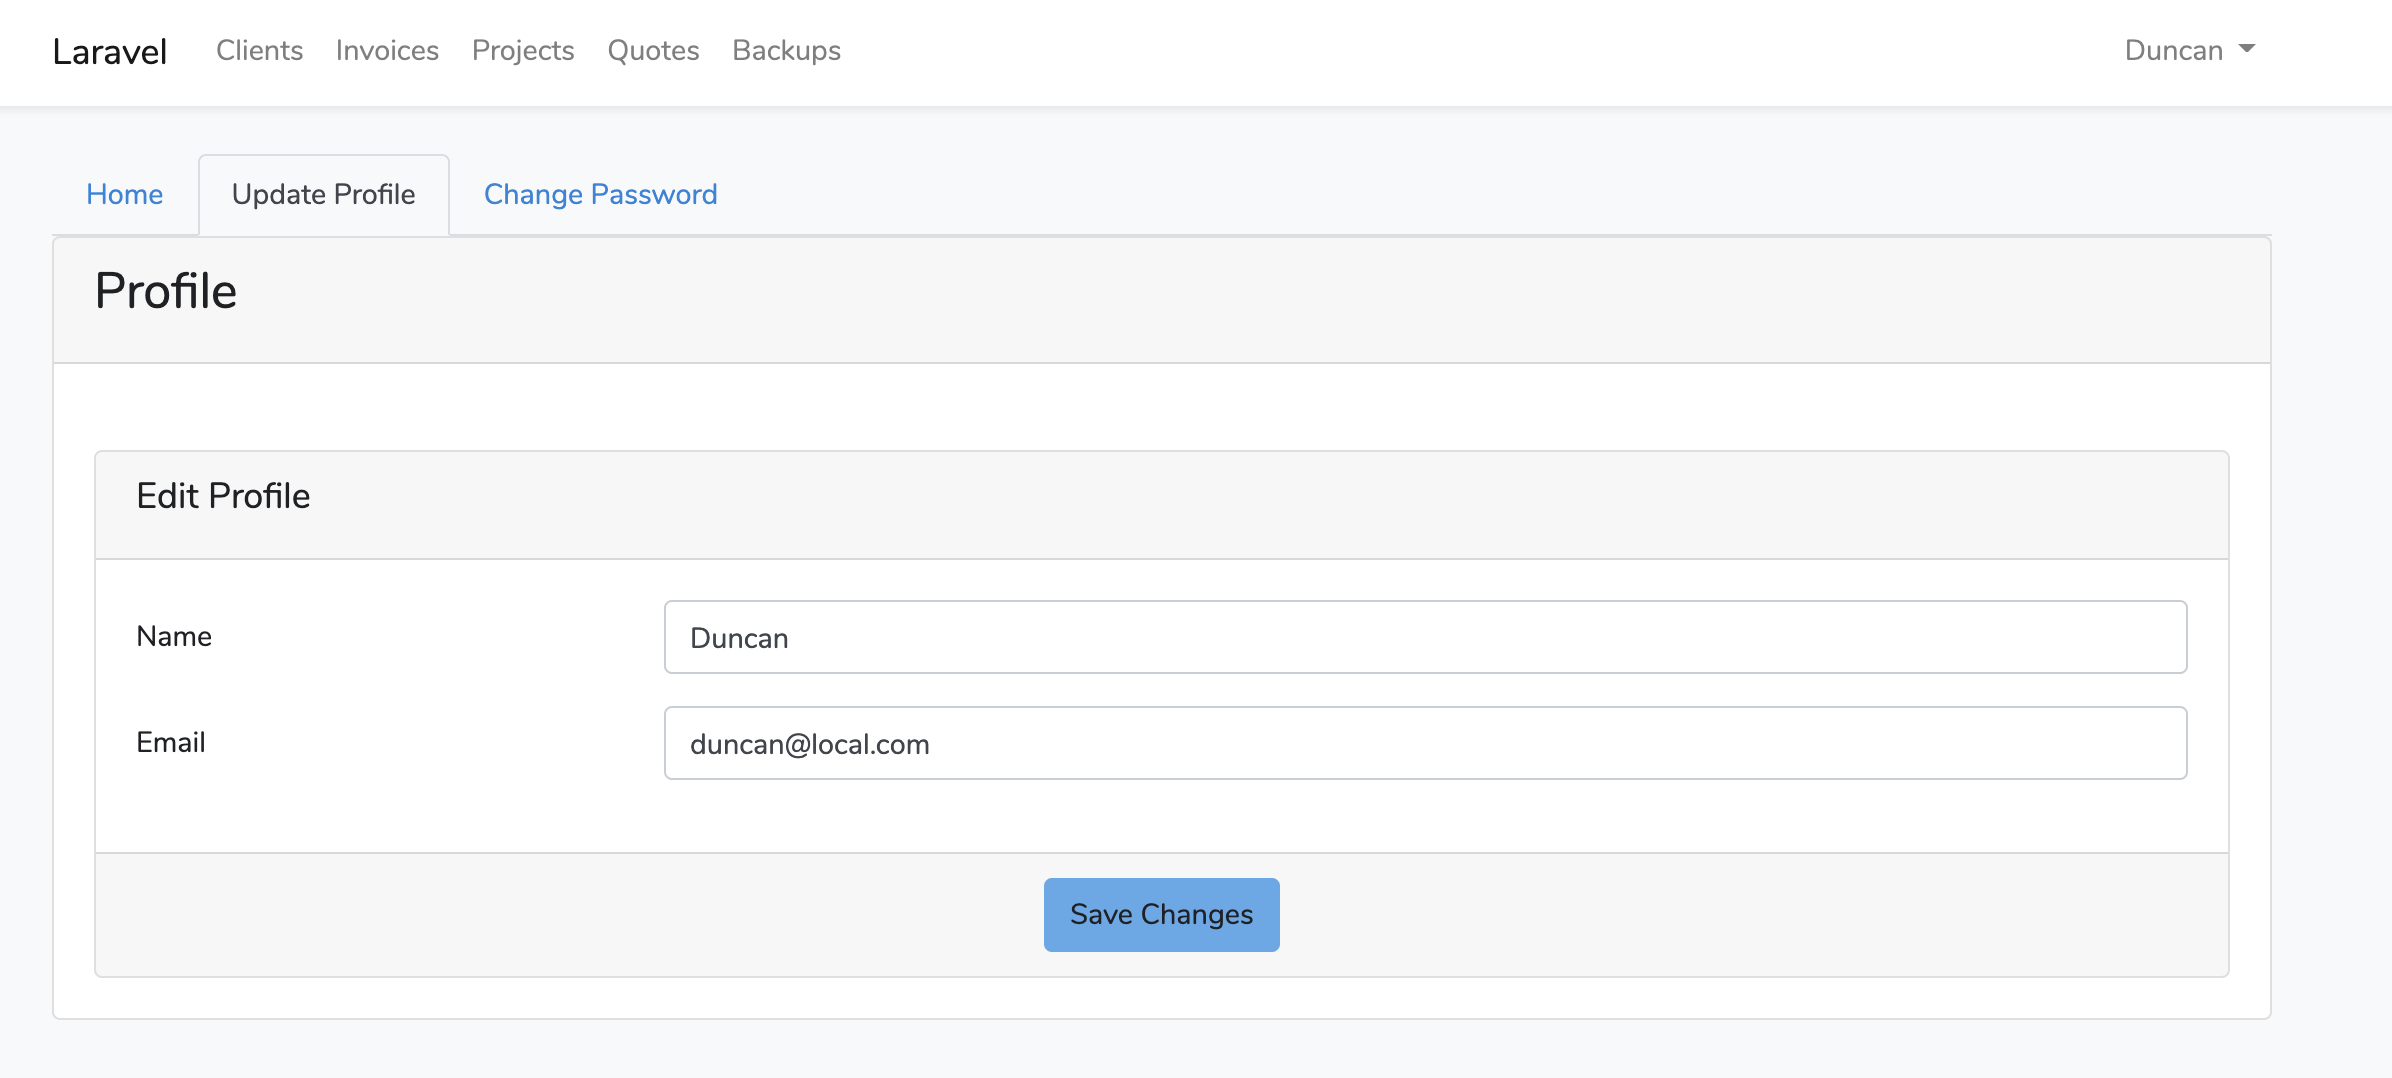 Laravel Clients Invoices Projects Quotes Backups Duncan
Home Update Profile Change Password
Profile
Edit Profile
Name Duncan
Email duncan@local.com
Save Changes